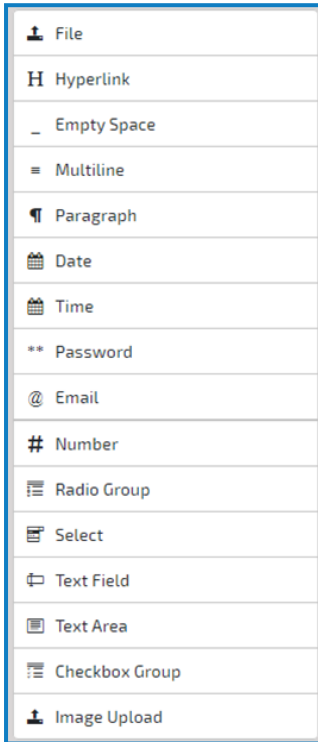 File
H Hyperlink
_ Empty Space
≡ Multiline
¶ Paragraph
Date
Time
** Password
@ Email
# Number
Radio Group
Select
Text Field
Text Area
Checkbox Group
Image Upload